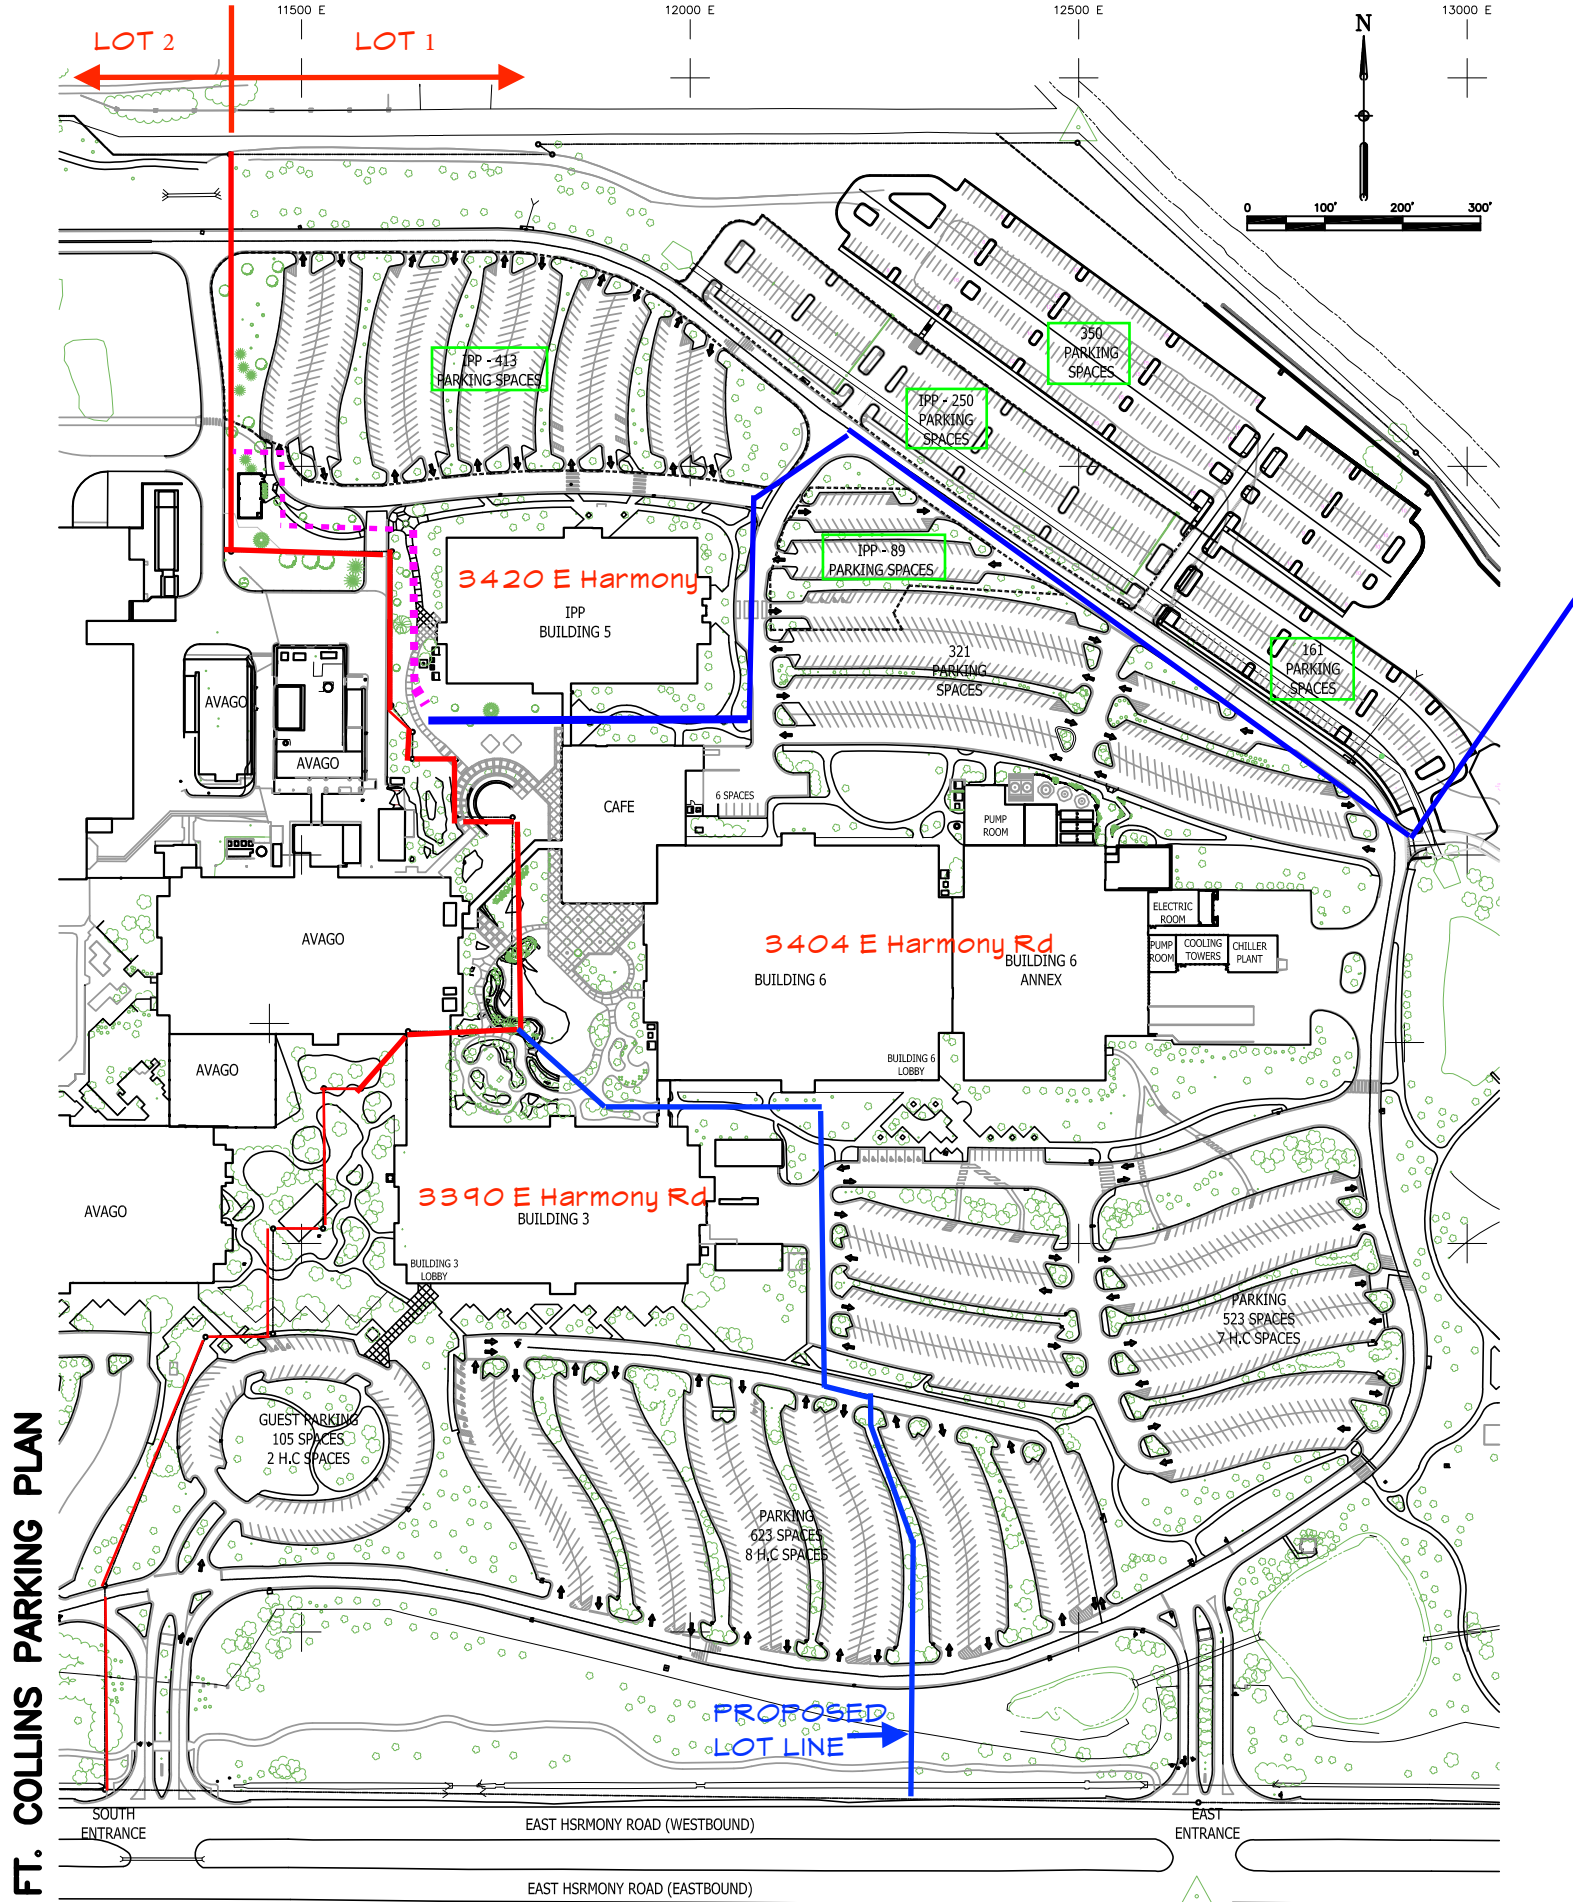 11500 E
12000 E
12500 E
13000 E
LOT 2
LOT 1
N
0 100' 200' 300'
350
PARKING
SPACES
IPP - 413
PARKING SPACES
IPP - 250
PARKING
SPACES
IPP - 89
PARKING SPACES
3420 E Harmony
IPP
BUILDING 5
321
PARKING
SPACES
161
PARKING
SPACES
AVAGO
AVAGO
CAFE
6 SPACES
PUMP
ROOM
ELECTRIC
ROOM
AVAGO
3404 E Harmony Rd
BUILDING 6
BUILDING 6
ANNEX
PUMP
ROOM
COOLING
TOWERS
CHILLER
PLANT
AVAGO
BUILDING 6
LOBBY
AVAGO
3390 E Harmony Rd
BUILDING 3
BUILDING 3
LOBBY
PARKING
523 SPACES
7 H.C SPACES
GUEST PARKING
105 SPACES
2 H.C SPACES
PARKING
623 SPACES
8 H.C SPACES
PROPOSED
LOT LINE
SOUTH
ENTRANCE
EAST
ENTRANCE
EAST HSRMONY ROAD (WESTBOUND)
EAST HSRMONY ROAD (EASTBOUND)
FT. COLLINS PARKING PLAN